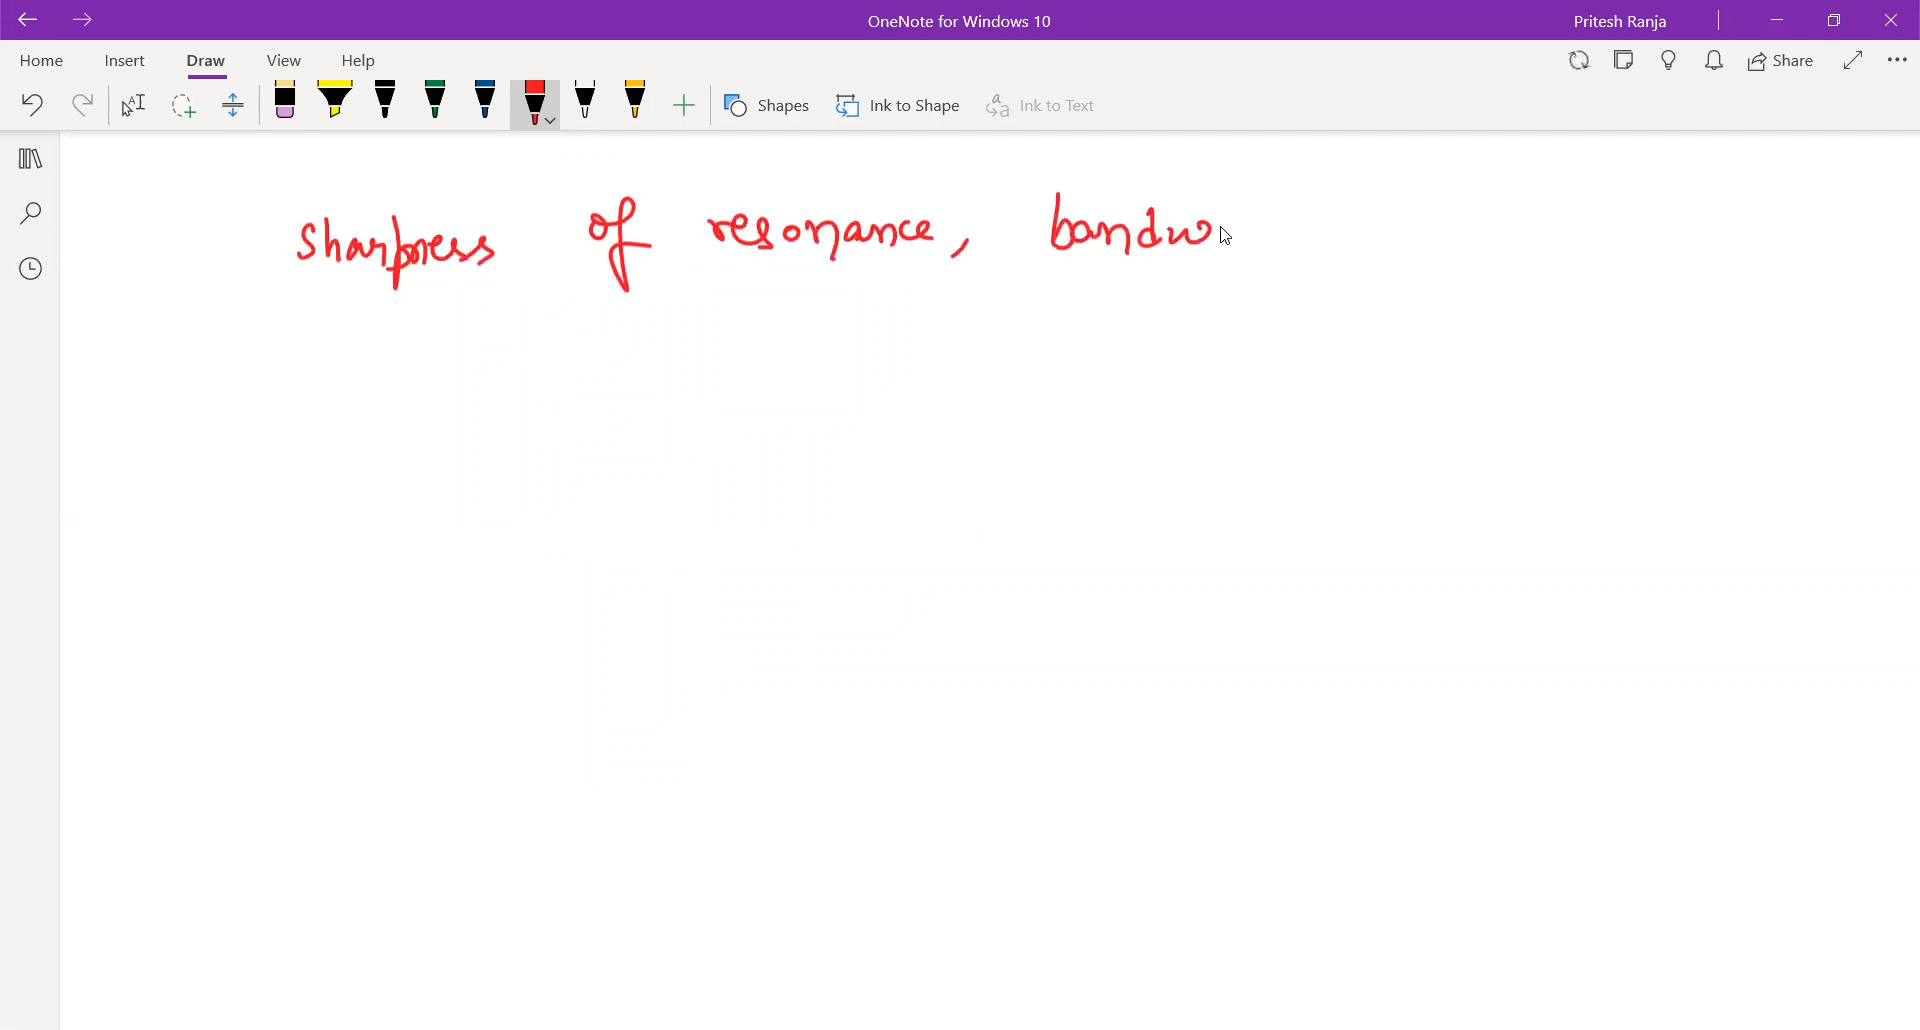 OneNote for Windows 10 Pritesh Ranja
Home Insert Draw View Help Share
Shapes Ink to Shape Ink to Text
sharpness of resonance, bandw